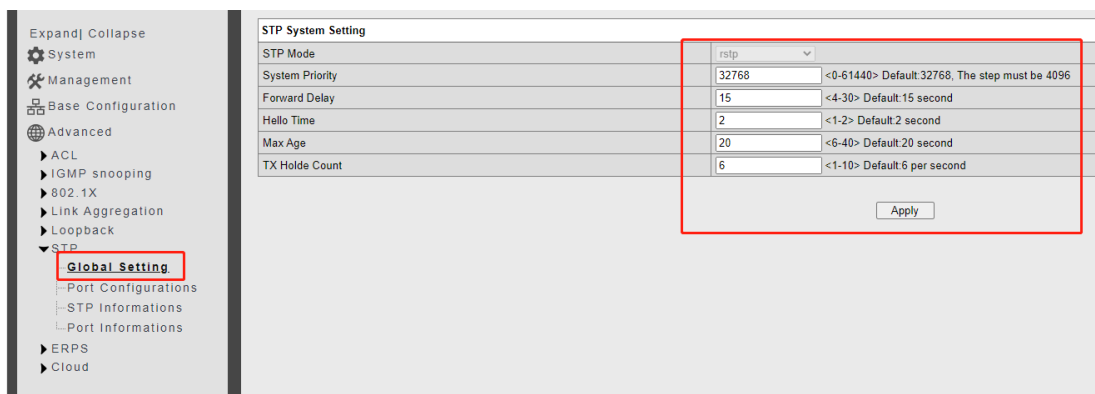 Expand| Collapse
System
Management
Base Configuration
Advanced
ACL
IGMP snooping
802.1X
Link Aggregation
Loopback
STP
Global Setting
Port Configurations
STP Informations
Port Informations
ERPS
Cloud
STP System Setting
STP Mode rstp
System Priority 32768 <0-61440> Default:32768, The step must be 4096
Forward Delay 15 <4-30> Default:15 second
Hello Time 2 <1-2> Default:2 second
Max Age 20 <6-40> Default:20 second
TX Holde Count 6 <1-10> Default:6 per second
Apply